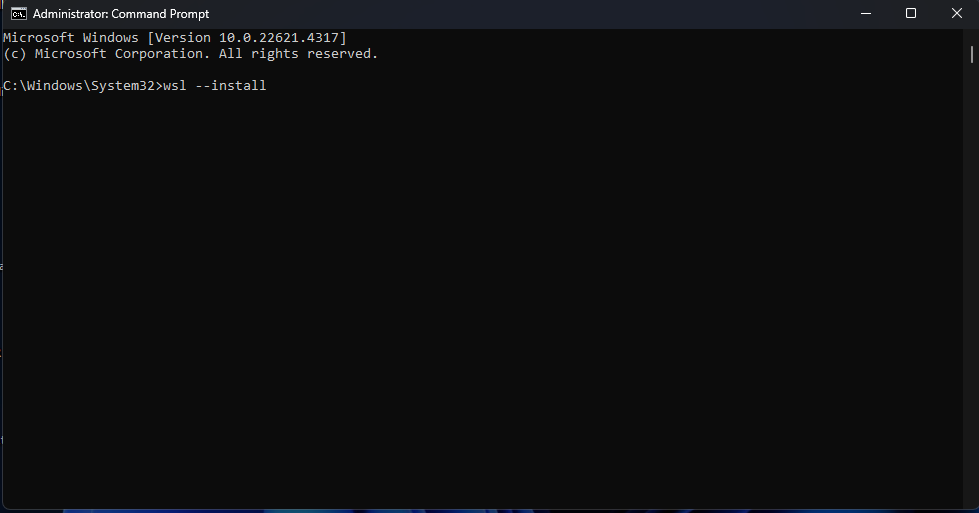 Administrator: Command Prompt
Microsoft Windows [Version 10.0.22621.4317]
(c) Microsoft Corporation. All rights reserved.
C:\Windows\System32>wsl --install